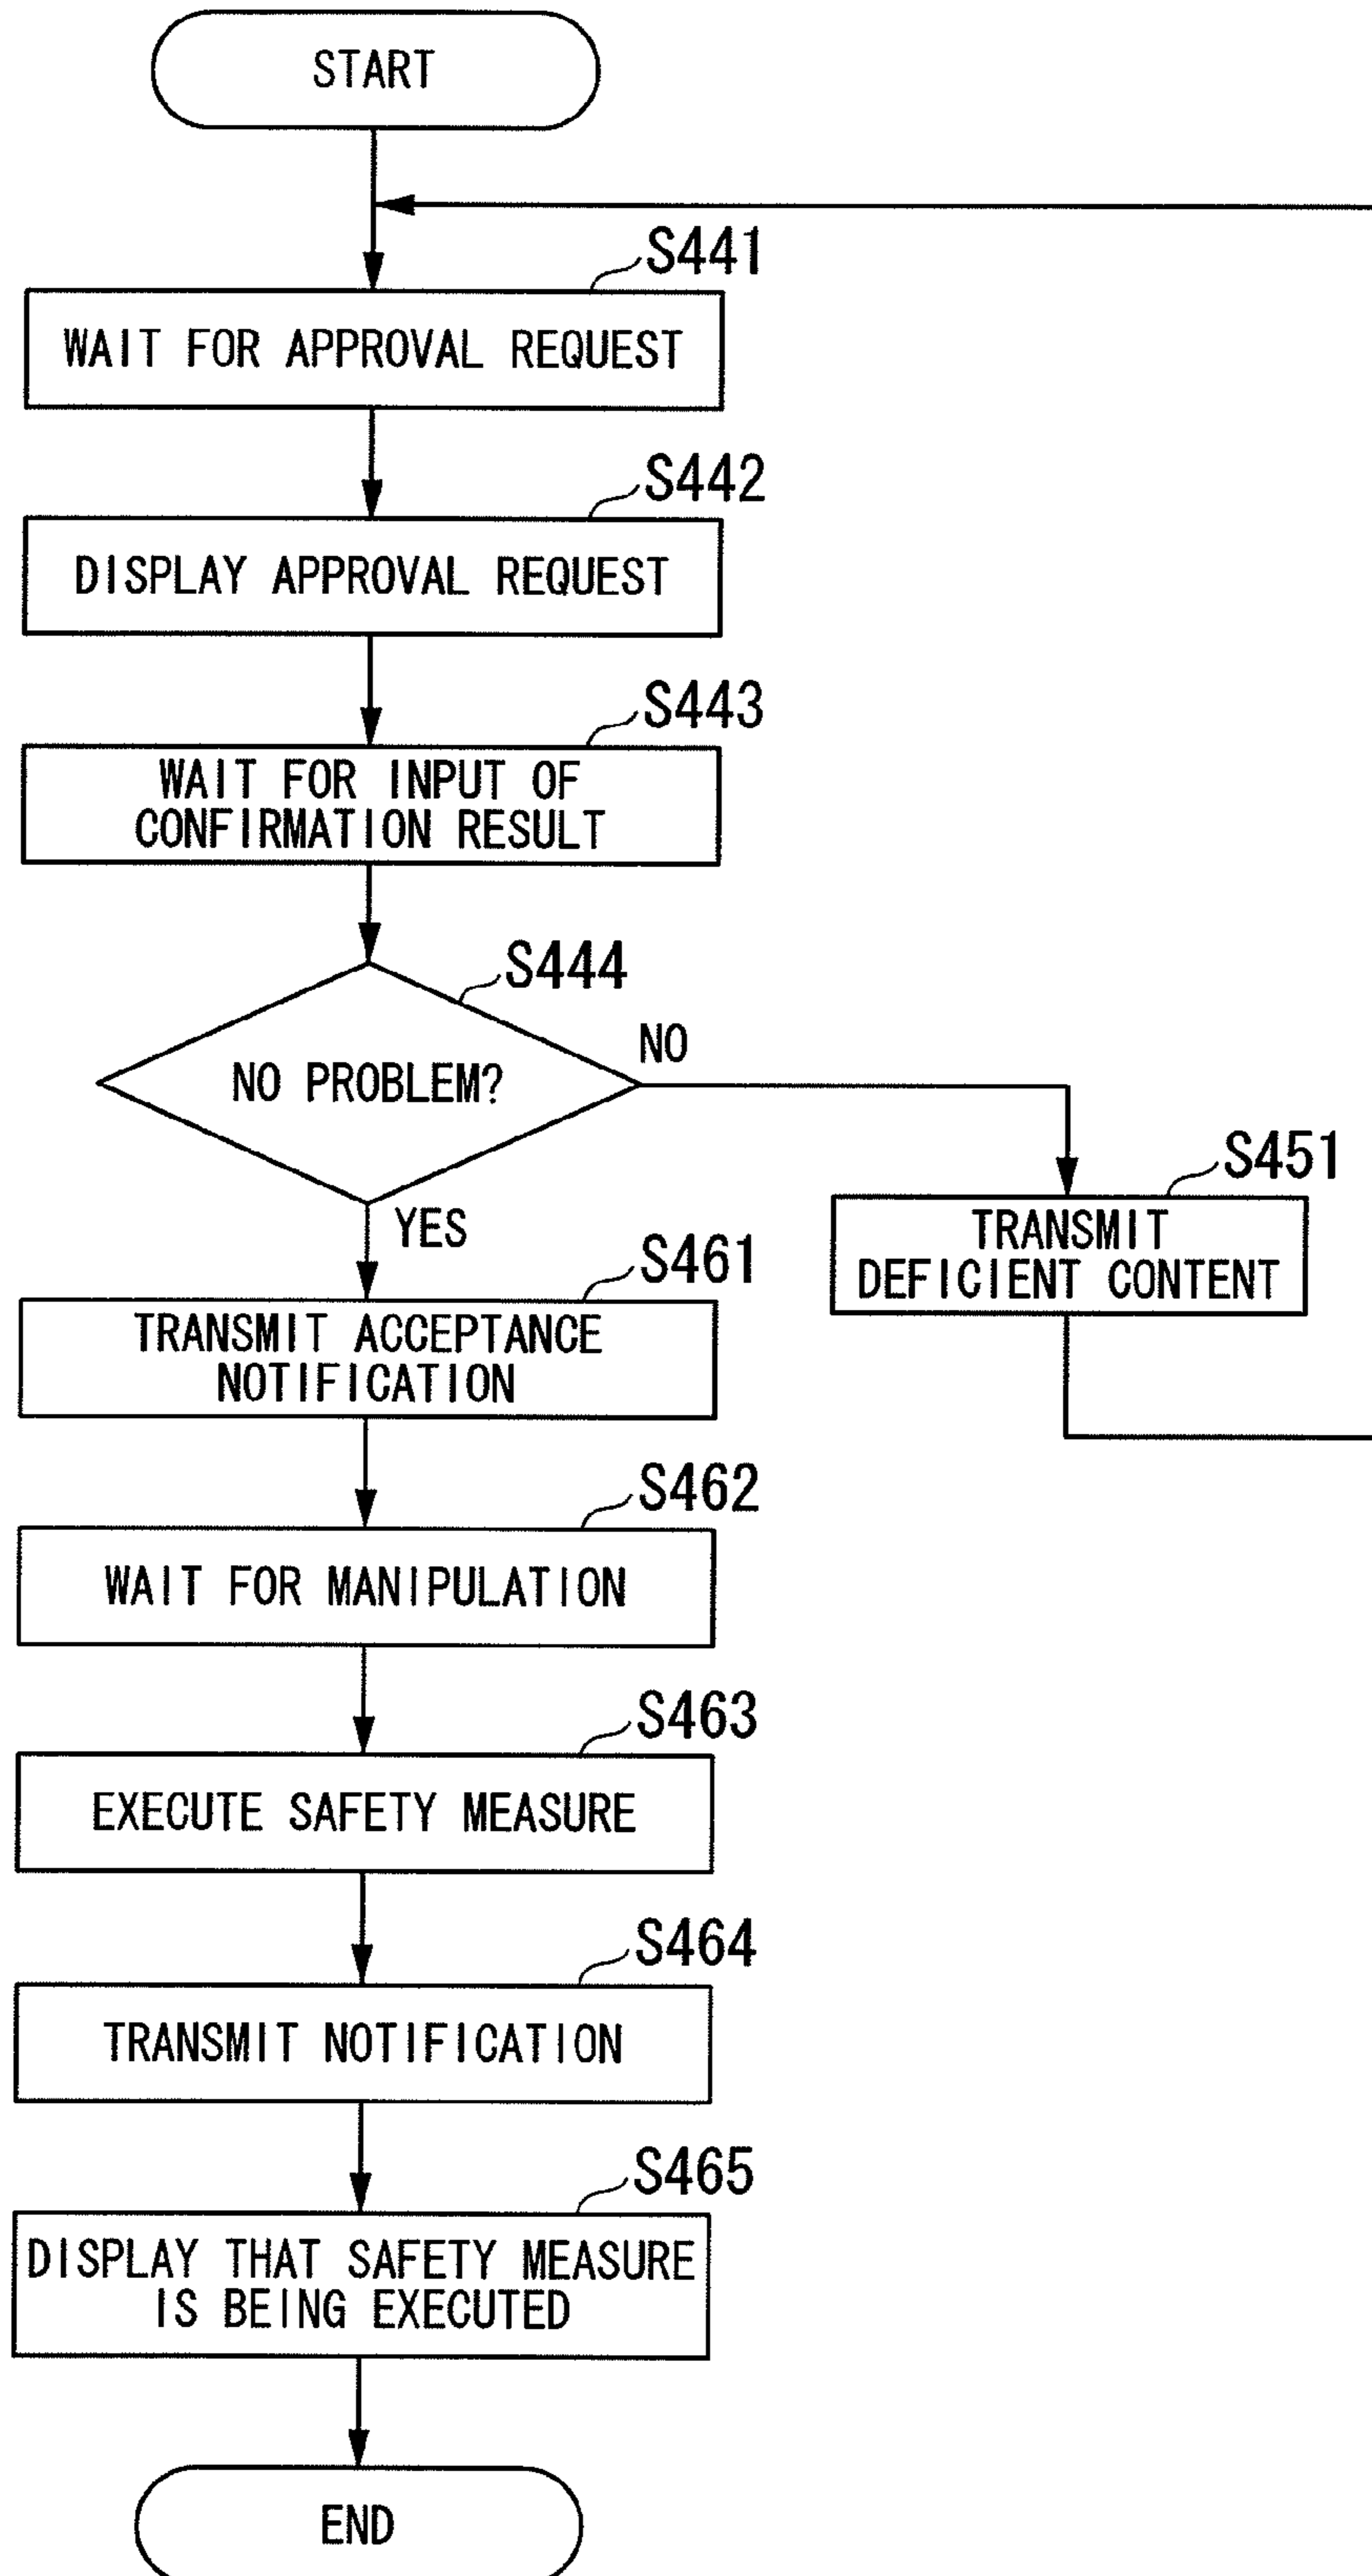 START
S441
WAIT FOR APPROVAL REQUEST
S442
DISPLAY APPROVAL REQUEST
S443
WAIT FOR INPUT OF
CONFIRMATION RESULT
S444
NO PROBLEM?
NO
YES
S451
TRANSMIT
DEFICIENT CONTENT
S461
TRANSMIT ACCEPTANCE
NOTIFICATION
S462
WAIT FOR MANIPULATION
S463
EXECUTE SAFETY MEASURE
S464
TRANSMIT NOTIFICATION
S465
DISPLAY THAT SAFETY MEASURE
IS BEING EXECUTED
END